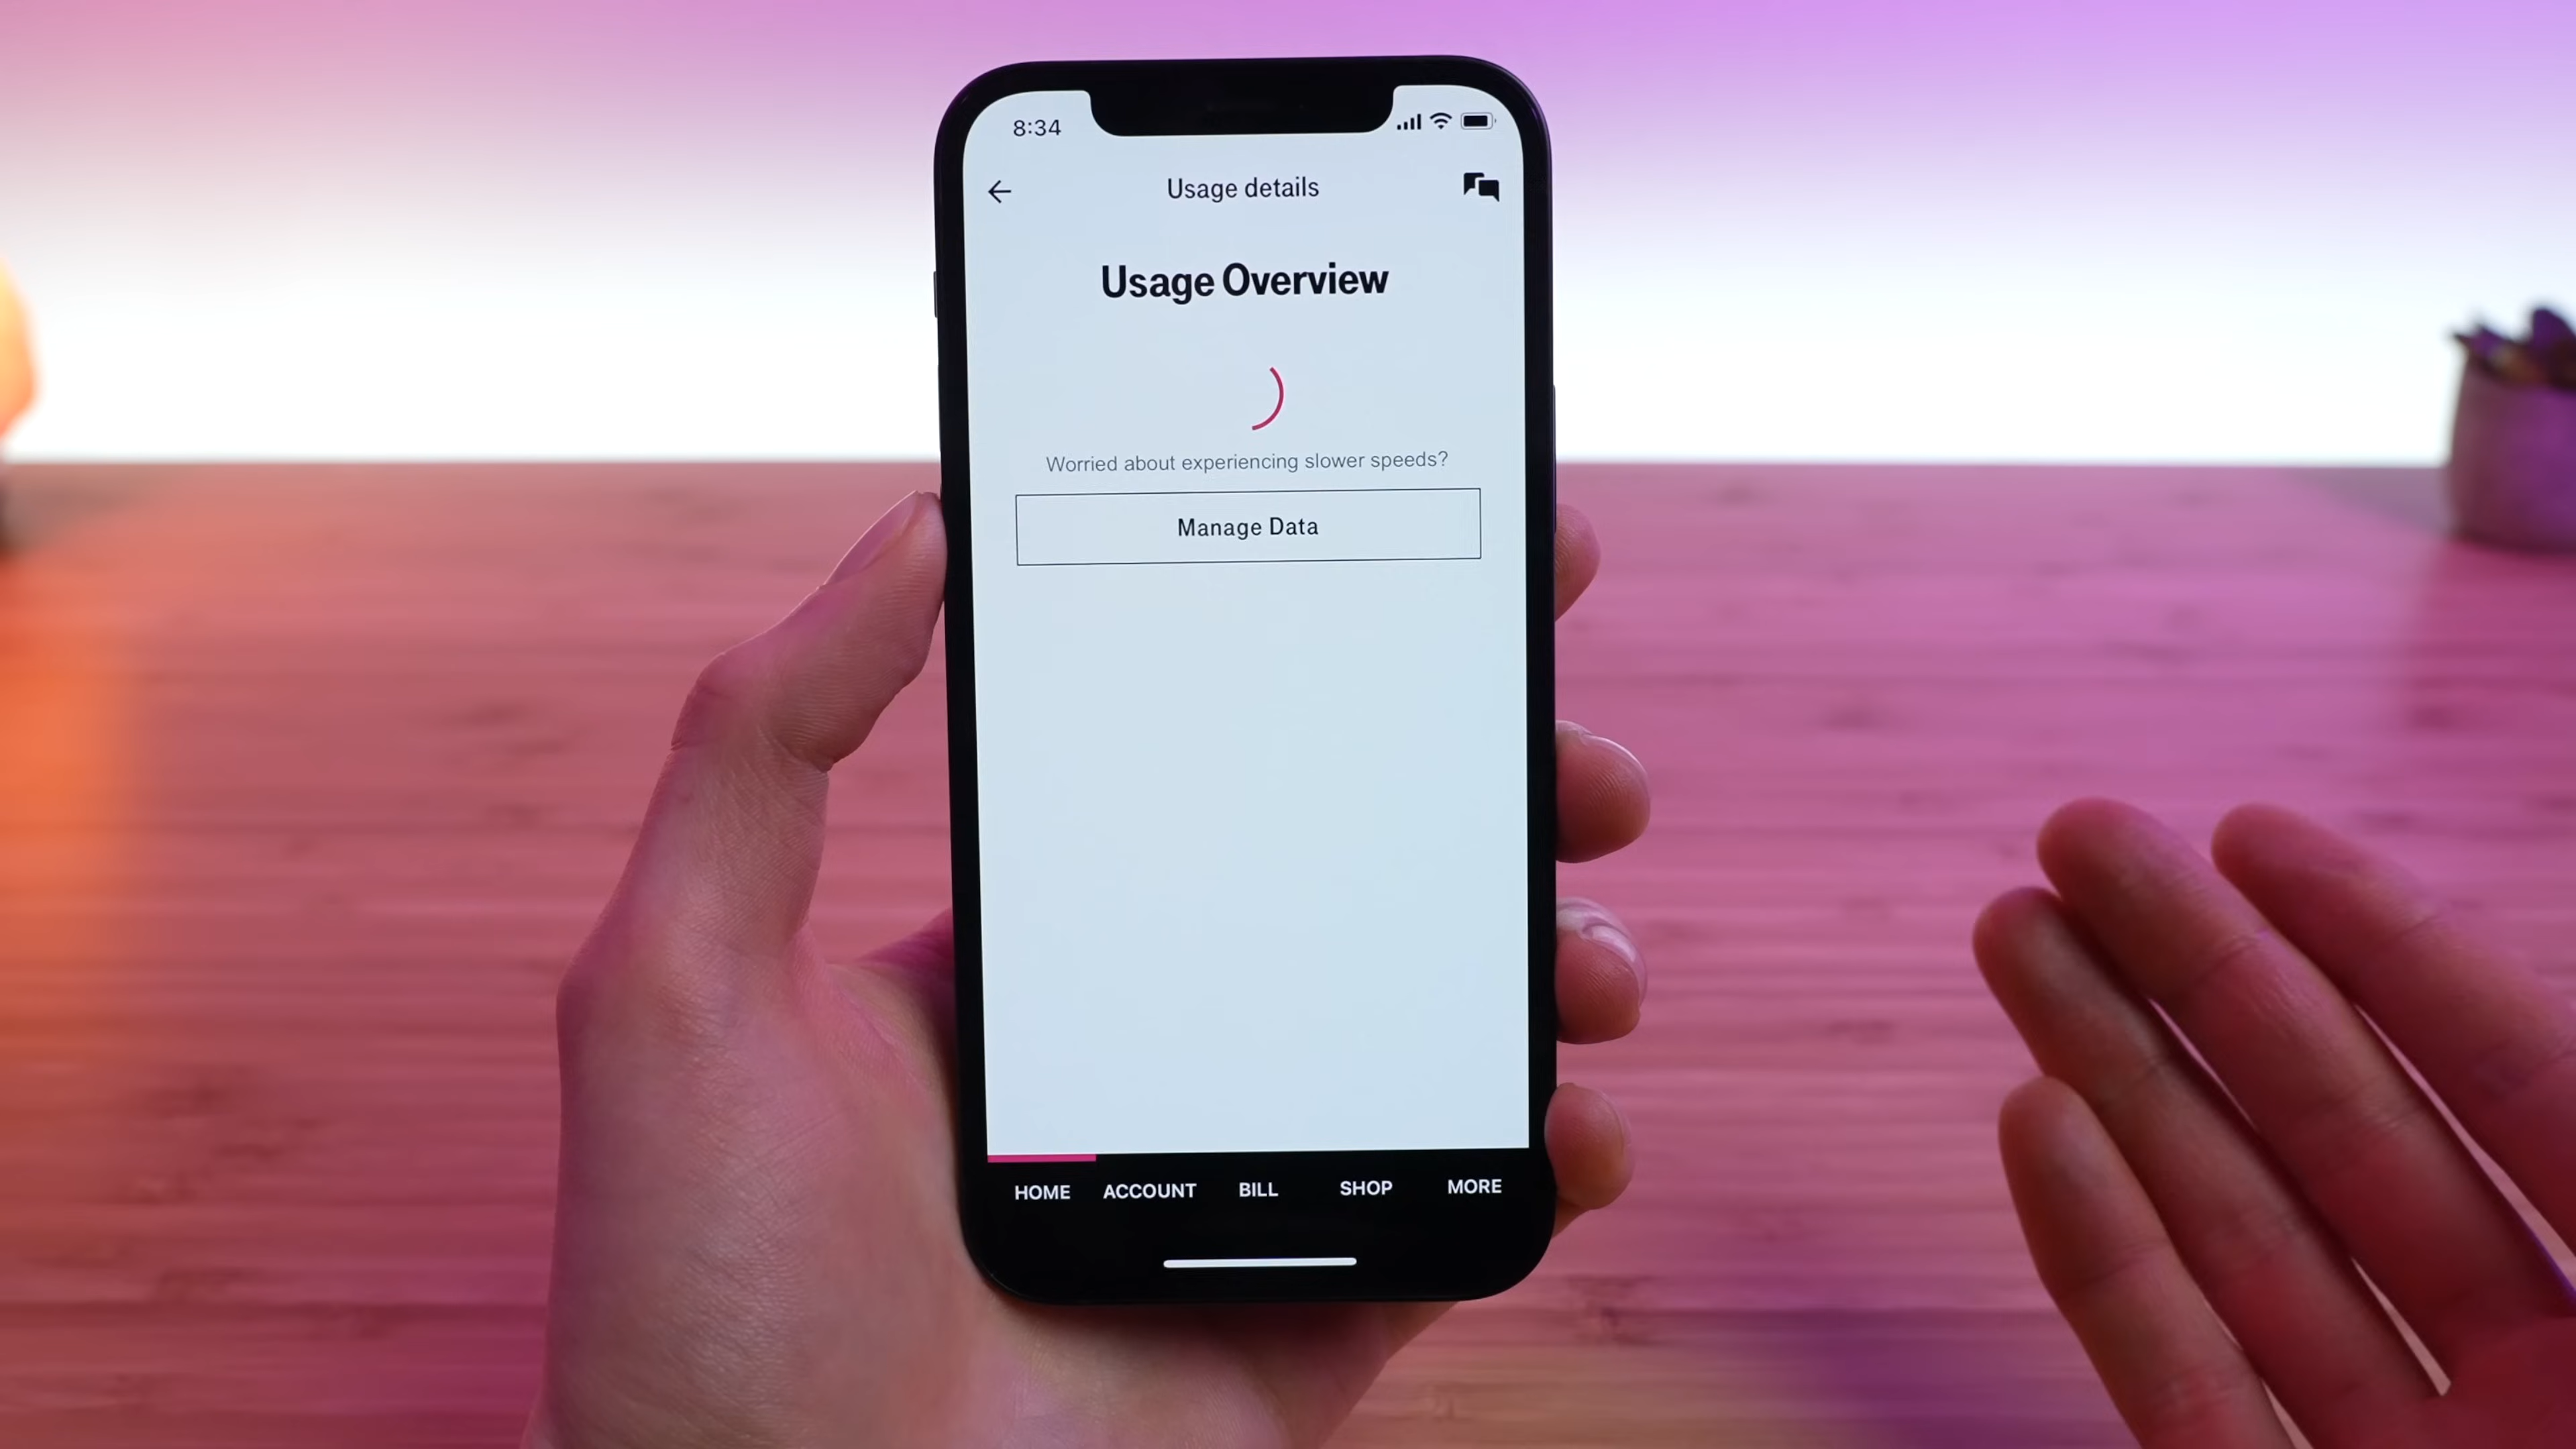 8:34
Usage details
Usage Overview
Worried about experiencing slower speeds?
Manage Data
HOME ACCOUNT BILL SHOP MORE